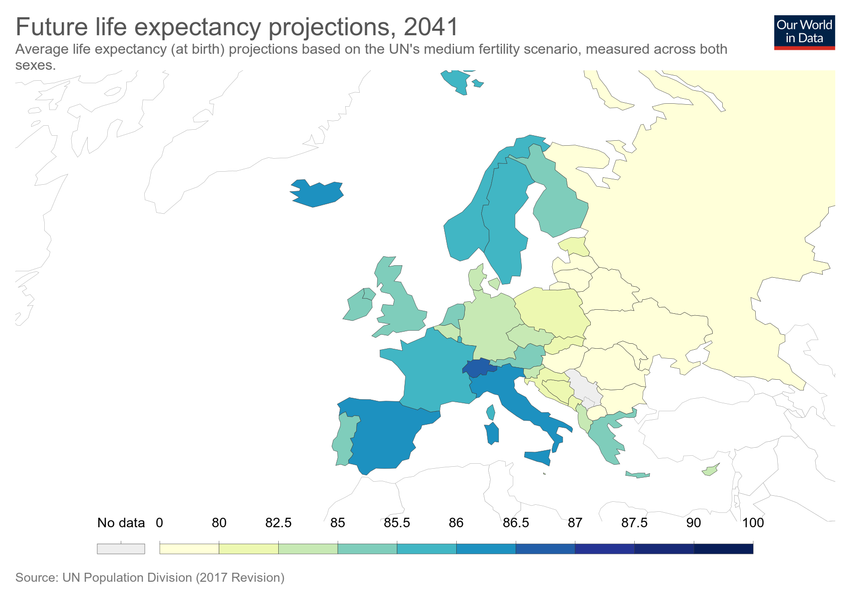 Future life expectancy projections, 2041
Our World
in Data
Average life expectancy (at birth) projections based on the UN's medium fertility scenario, measured across both
sexes.
No data 0 80 82.5 85 85.5 86 86.5 87 87.5 90 100
Source: UN Population Division (2017 Revision)